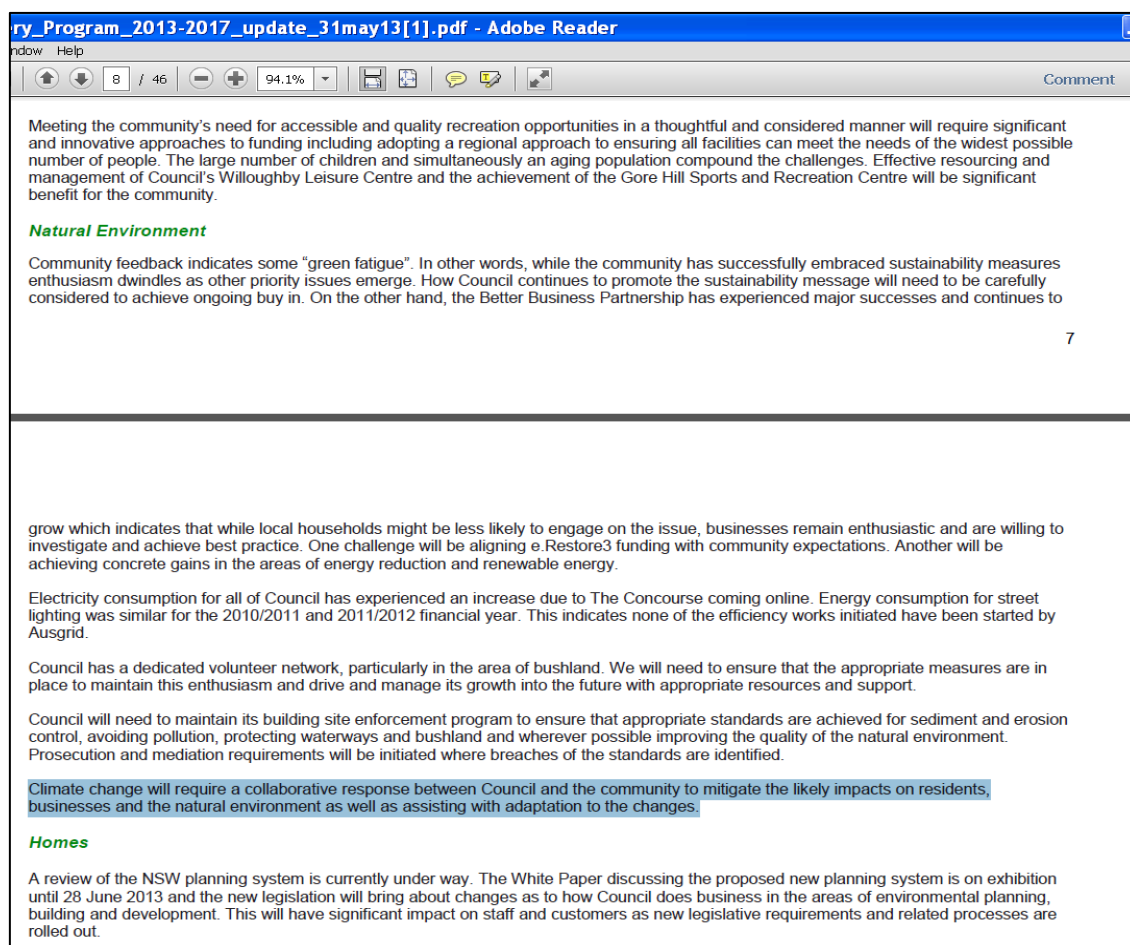 ry_Program_2013-2017_update_31may13[1].pdf - Adobe Reader
ndow Help
8 / 46 94.1% Comment
Meeting the community's need for accessible and quality recreation opportunities in a thoughtful and considered manner will require significant
and innovative approaches to funding including adopting a regional approach to ensuring all facilities can meet the needs of the widest possible
number of people. The large number of children and simultaneously an aging population compound the challenges. Effective resourcing and
management of Council's Willoughby Leisure Centre and the achievement of the Gore Hill Sports and Recreation Centre will be significant
benefit for the community.
Natural Environment
Community feedback indicates some "green fatigue". In other words, while the community has successfully embraced sustainability measures
enthusiasm dwindles as other priority issues emerge. How Council continues to promote the sustainability message will need to be carefully
considered to achieve ongoing buy in. On the other hand, the Better Business Partnership has experienced major successes and continues to
7
grow which indicates that while local households might be less likely to engage on the issue, businesses remain enthusiastic and are willing to
investigate and achieve best practice. One challenge will be aligning e.Restore3 funding with community expectations. Another will be
achieving concrete gains in the areas of energy reduction and renewable energy.
Electricity consumption for all of Council has experienced an increase due to The Concourse coming online. Energy consumption for street
lighting was similar for the 2010/2011 and 2011/2012 financial year. This indicates none of the efficiency works initiated have been started by
Ausgrid.
Council has a dedicated volunteer network, particularly in the area of bushland. We will need to ensure that the appropriate measures are in
place to maintain this enthusiasm and drive and manage its growth into the future with appropriate resources and support.
Council will need to maintain its building site enforcement program to ensure that appropriate standards are achieved for sediment and erosion
control, avoiding pollution, protecting waterways and bushland and wherever possible improving the quality of the natural environment.
Prosecution and mediation requirements will be initiated where breaches of the standards are identified.
Climate change will require a collaborative response between Council and the community to mitigate the likely impacts on residents,
businesses and the natural environment as well as assisting with adaptation to the changes.
Homes
A review of the NSW planning system is currently under way. The White Paper discussing the proposed new planning system is on exhibition
until 28 June 2013 and the new legislation will bring about changes as to how Council does business in the areas of environmental planning,
building and development. This will have significant impact on staff and customers as new legislative requirements and related processes are
rolled out.